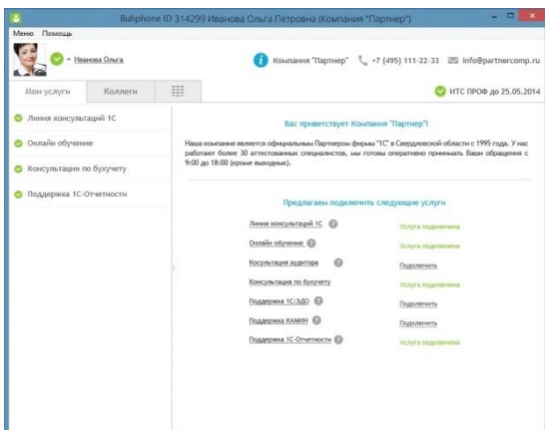 Buhphone ID 314299 Иванова Ольга Петровна (Компания "Партнер")
Меню Помощь
Иванова Ольга
Компания "Партнер" +7 (495) 111-22-33 info@partnercomp.ru
Мои услуги Коллеги
ИТС ПРОФ до 25.05.2014
Линия консультаций 1С
Онлайн обучение
Консультации по бухучету
Поддержка 1С-Отчетности
Вас приветствует Компания "Партнер"!
Наша компания является официальным Партнером фирмы "1С" в Свердловской области с 1995 года. У нас
работают более 30 аттестованных специалистов, мы готовы оперативно принимать Ваши обращения с
9:00 до 18:00 (кроме выходных).
Предлагаем подключить следующие услуги
Линия консультаций 1С ? Услуга подключена
Онлайн обучение ? Услуга подключена
Косультация аудитора ? Подключить
Консультация по бухучету Услуга подключена
Поддержка 1С:ЭДО ? Подключить
Поддержка КАМИН ? Подключить
Поддержка 1С-Отчетности ? Услуга подключена